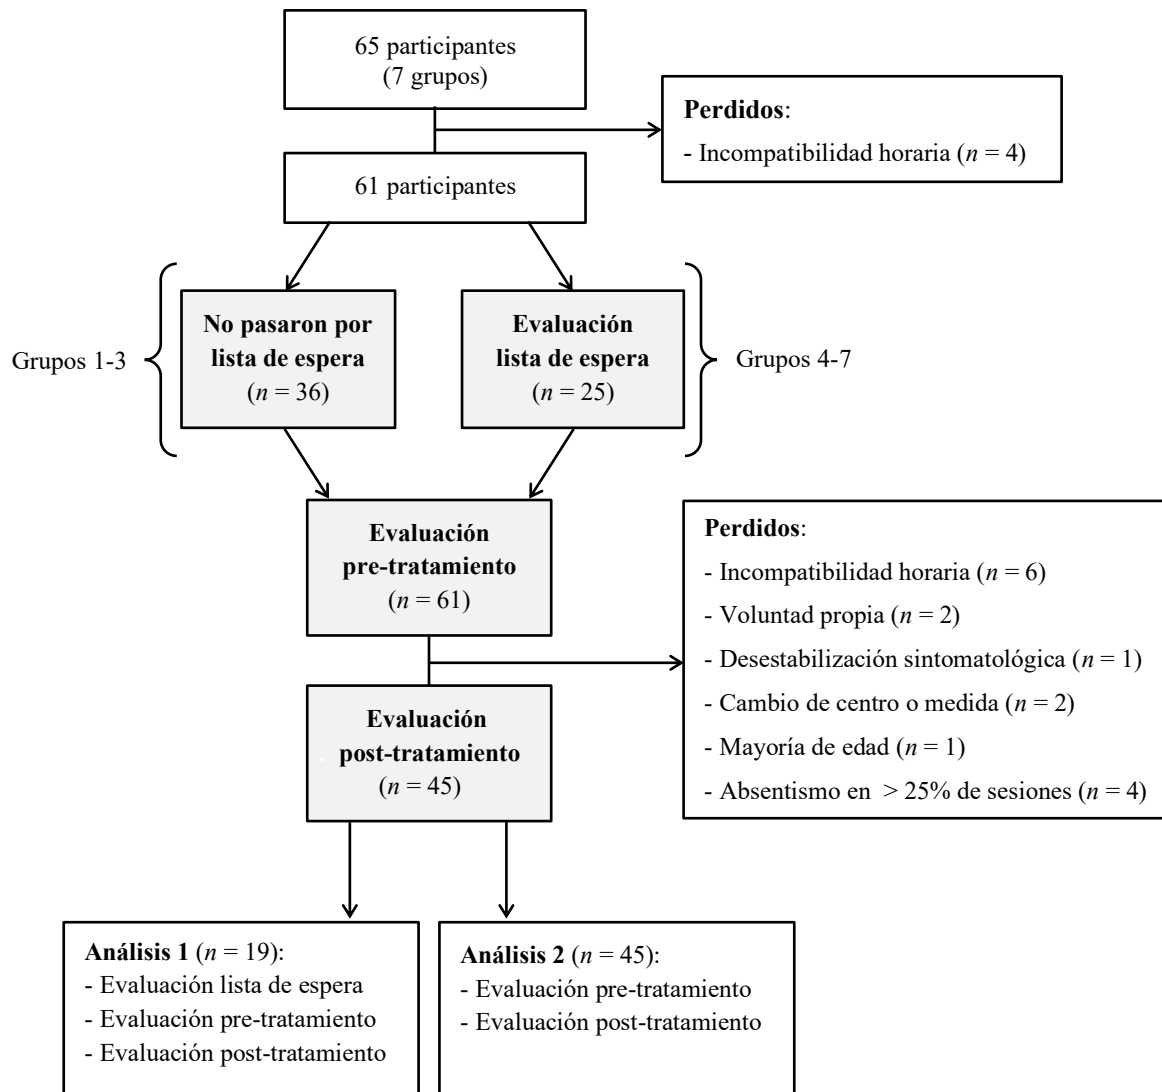 65 participantes
(7 grupos)
Perdidos:
- Incompatibilidad horaria (n = 4)
61 participantes
Grupos 1-3
No pasaron por
lista de espera
(n = 36)
Evaluación
lista de espera
(n = 25)
Grupos 4-7
Evaluación
pre-tratamiento
(n = 61)
Perdidos:
- Incompatibilidad horaria (n = 6)
- Voluntad propia (n = 2)
- Desestabilización sintomatológica (n = 1)
- Cambio de centro o medida (n = 2)
- Mayoría de edad (n = 1)
- Absentismo en > 25% de sesiones (n = 4)
Evaluación
post-tratamiento
(n = 45)
Análisis 1 (n = 19):
- Evaluación lista de espera
- Evaluación pre-tratamiento
- Evaluación post-tratamiento
Análisis 2 (n = 45):
- Evaluación pre-tratamiento
- Evaluación post-tratamiento